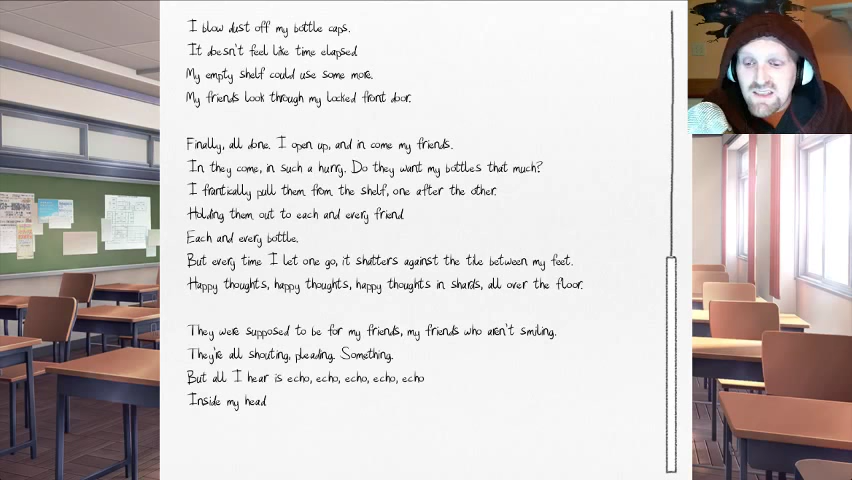 I blow dust off my bottle caps.
It doesn't feel like time elapsed
My empty shelf could use some more.
My friends look through my locked front door.
Finally, all done. I open up, and in come my friends.
In they come, in such a hurry. Do they want my bottles that much?
I frantically pull them from the shelf, one after the other.
Holding them out to each and every friend
Each and every bottle.
But every time I let one go, it shatters against the tile between my feet.
Happy thoughts, happy thoughts, happy thoughts in shards, all over the floor.
They were supposed to be for my friends, my friends who aren't smiling.
They're all shouting, pleading. Something.
But all I hear is echo, echo, echo, echo, echo
Inside my head